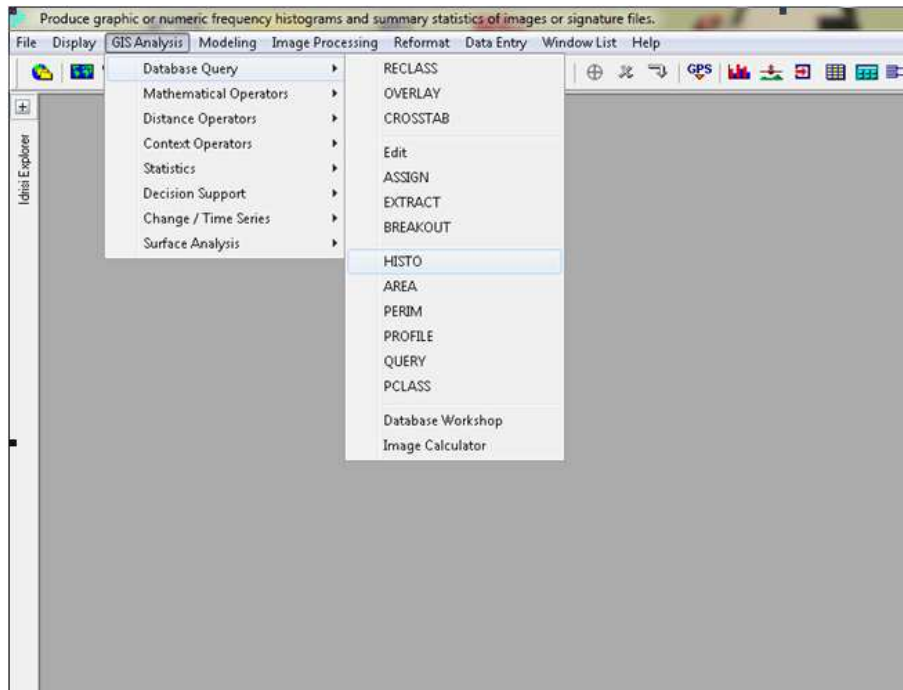 Produce graphic or numeric frequency histograms and summary statistics of images or signature files.
File Display GIS Analysis Modeling Image Processing Reformat Data Entry Window List Help
GPS
Idrisi Explorer
Database Query
Mathematical Operators
Distance Operators
Context Operators
Statistics
Decision Support
Change / Time Series
Surface Analysis
RECLASS
OVERLAY
CROSSTAB
Edit
ASSIGN
EXTRACT
BREAKOUT
HISTO
AREA
PERIM
PROFILE
QUERY
PCLASS
Database Workshop
Image Calculator